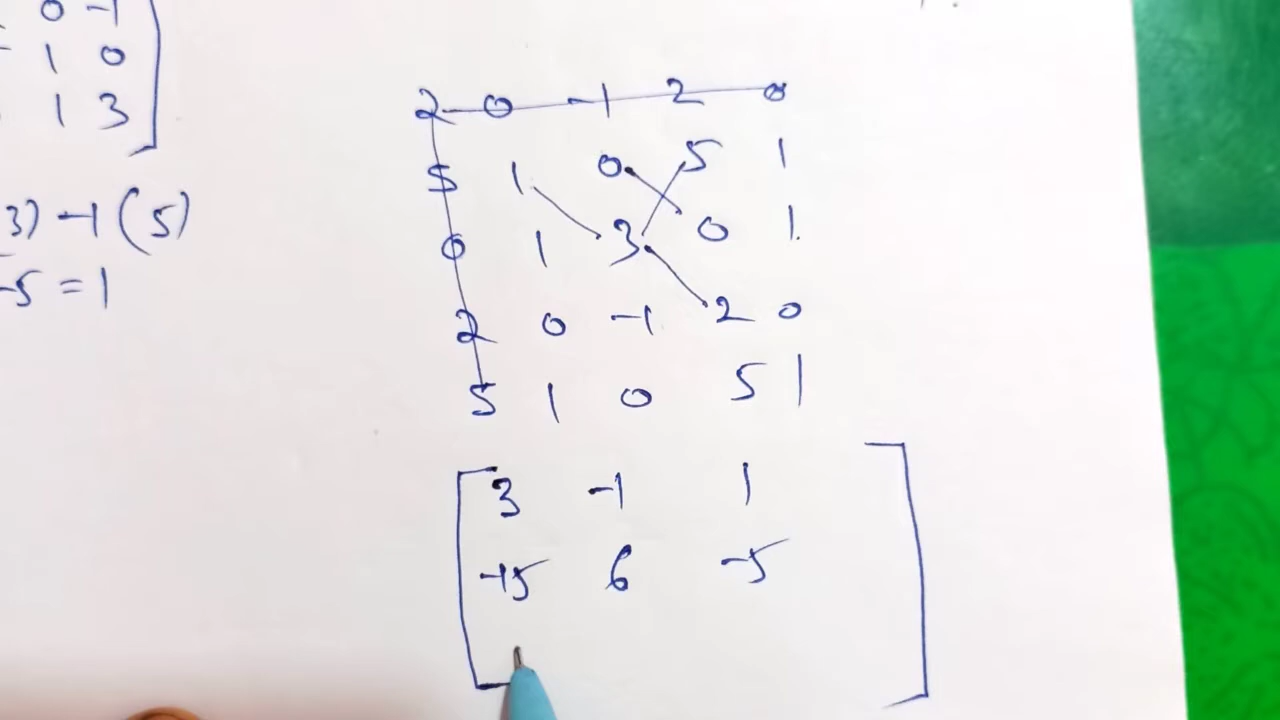 0 -1
1 0
1 3
3) -1 (5)
-5 = 1
2 0 -1 2 0
5 1 0 5 1
0 1 3 0 1
2 0 -1 2 0
5 1 0 5 1
3 -1 1
-15 6 -5